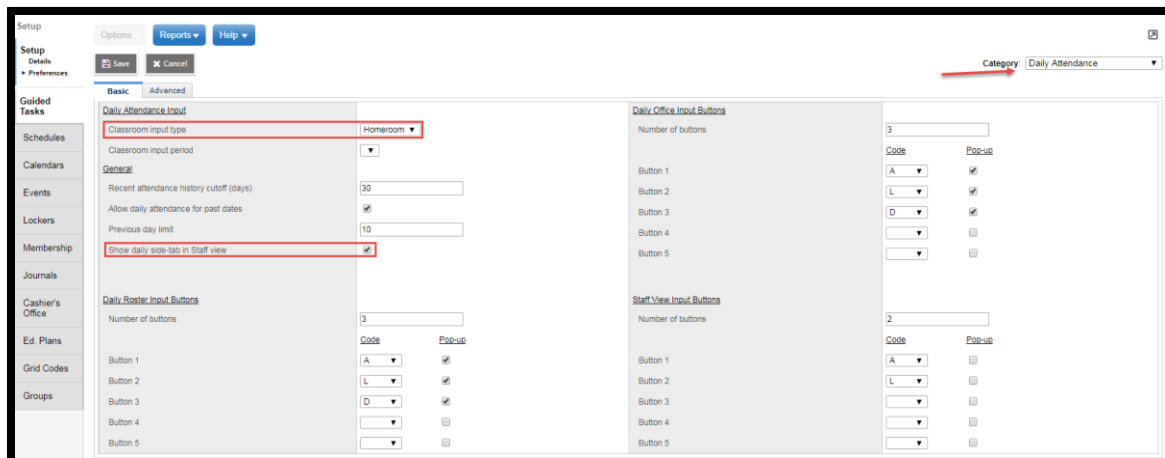 Setup
Options
Reports
Help
Setup
Details
Preferences
Save
Cancel
Category: Daily Attendance
Basic
Advanced
Guided
Tasks
Schedules
Calendars
Events
Lockers
Membership
Journals
Cashier's
Office
Ed. Plans
Grid Codes
Groups
Daily Attendance Input
Classroom input type Homeroom
Classroom input period
General
Recent attendance history cutoff (days) 30
Allow daily attendance for past dates
Previous day limit 10
Show daily side-tab in Staff view
Daily Office Input Buttons
Number of buttons 3
Code Pop-up
Button 1 A
Button 2 L
Button 3 D
Button 4
Button 5
Daily Roster Input Buttons
Number of buttons 3
Code Pop-up
Button 1 A
Button 2 L
Button 3 D
Button 4
Button 5
Staff View Input Buttons
Number of buttons 2
Code Pop-up
Button 1 A
Button 2 L
Button 3
Button 4
Button 5